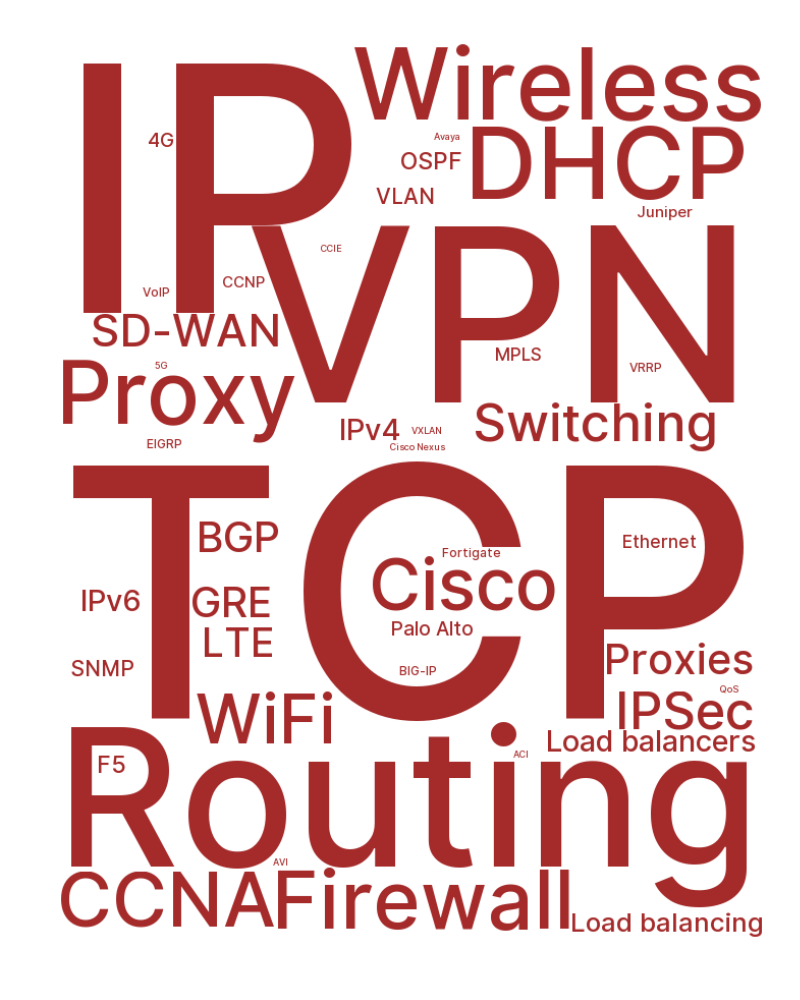 Wireless
IP
4G
Avaya
DHCP
OSPF
VLAN
Juniper
VPN
CCIE
CCNP
VoIP
SD-WAN
MPLS
5G
VRRP
Proxy
IPv4
VXLAN
Switching
EIGRP
Cisco Nexus
TCP
BGP
Ethernet
Fortigate
Cisco
IPv6
GRE
Palo Alto
LTE
SNMP
BIG-IP
Proxies
QoS
IPSec
WiFi
Load balancers
ACI
F5
Routing
AVI
CCNA
Firewall
Load balancing